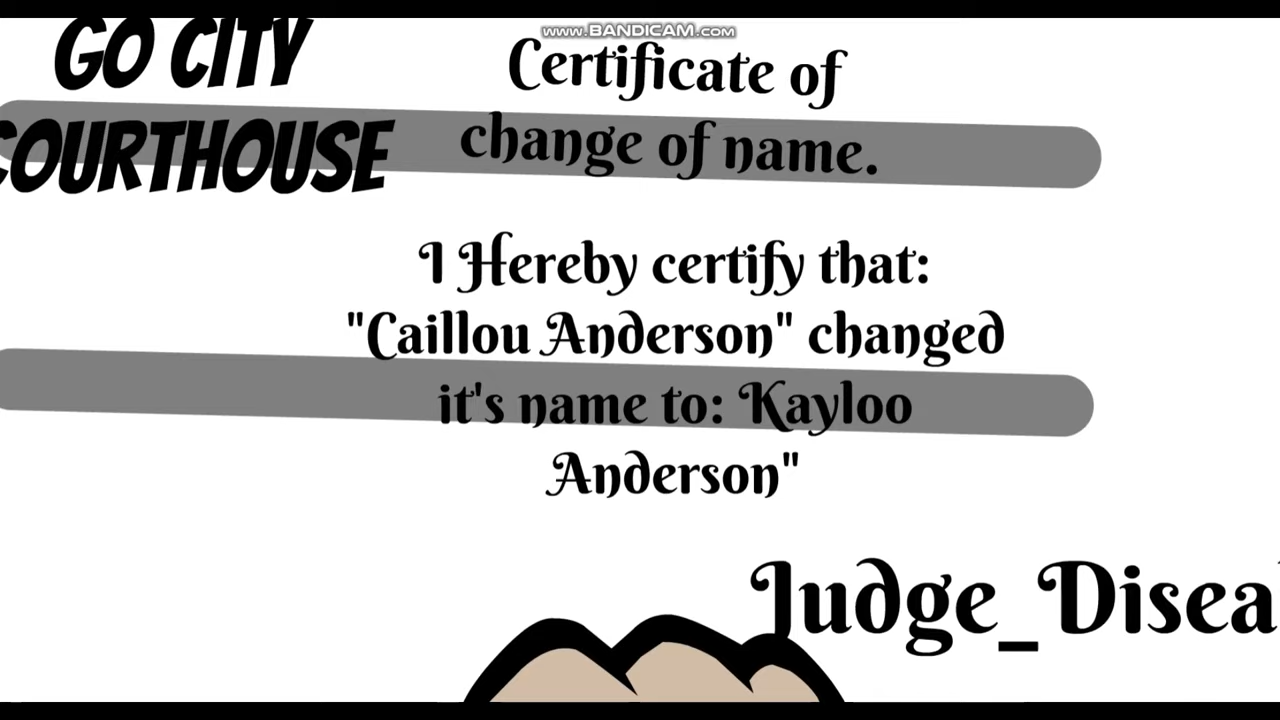 www.BANDICAM.com
GO CITY
COURTHOUSE
Certificate of
change of name.
I Hereby certify that:
"Caillou Anderson" changed
it's name to: Kayloo
Anderson"
Judge_Disea